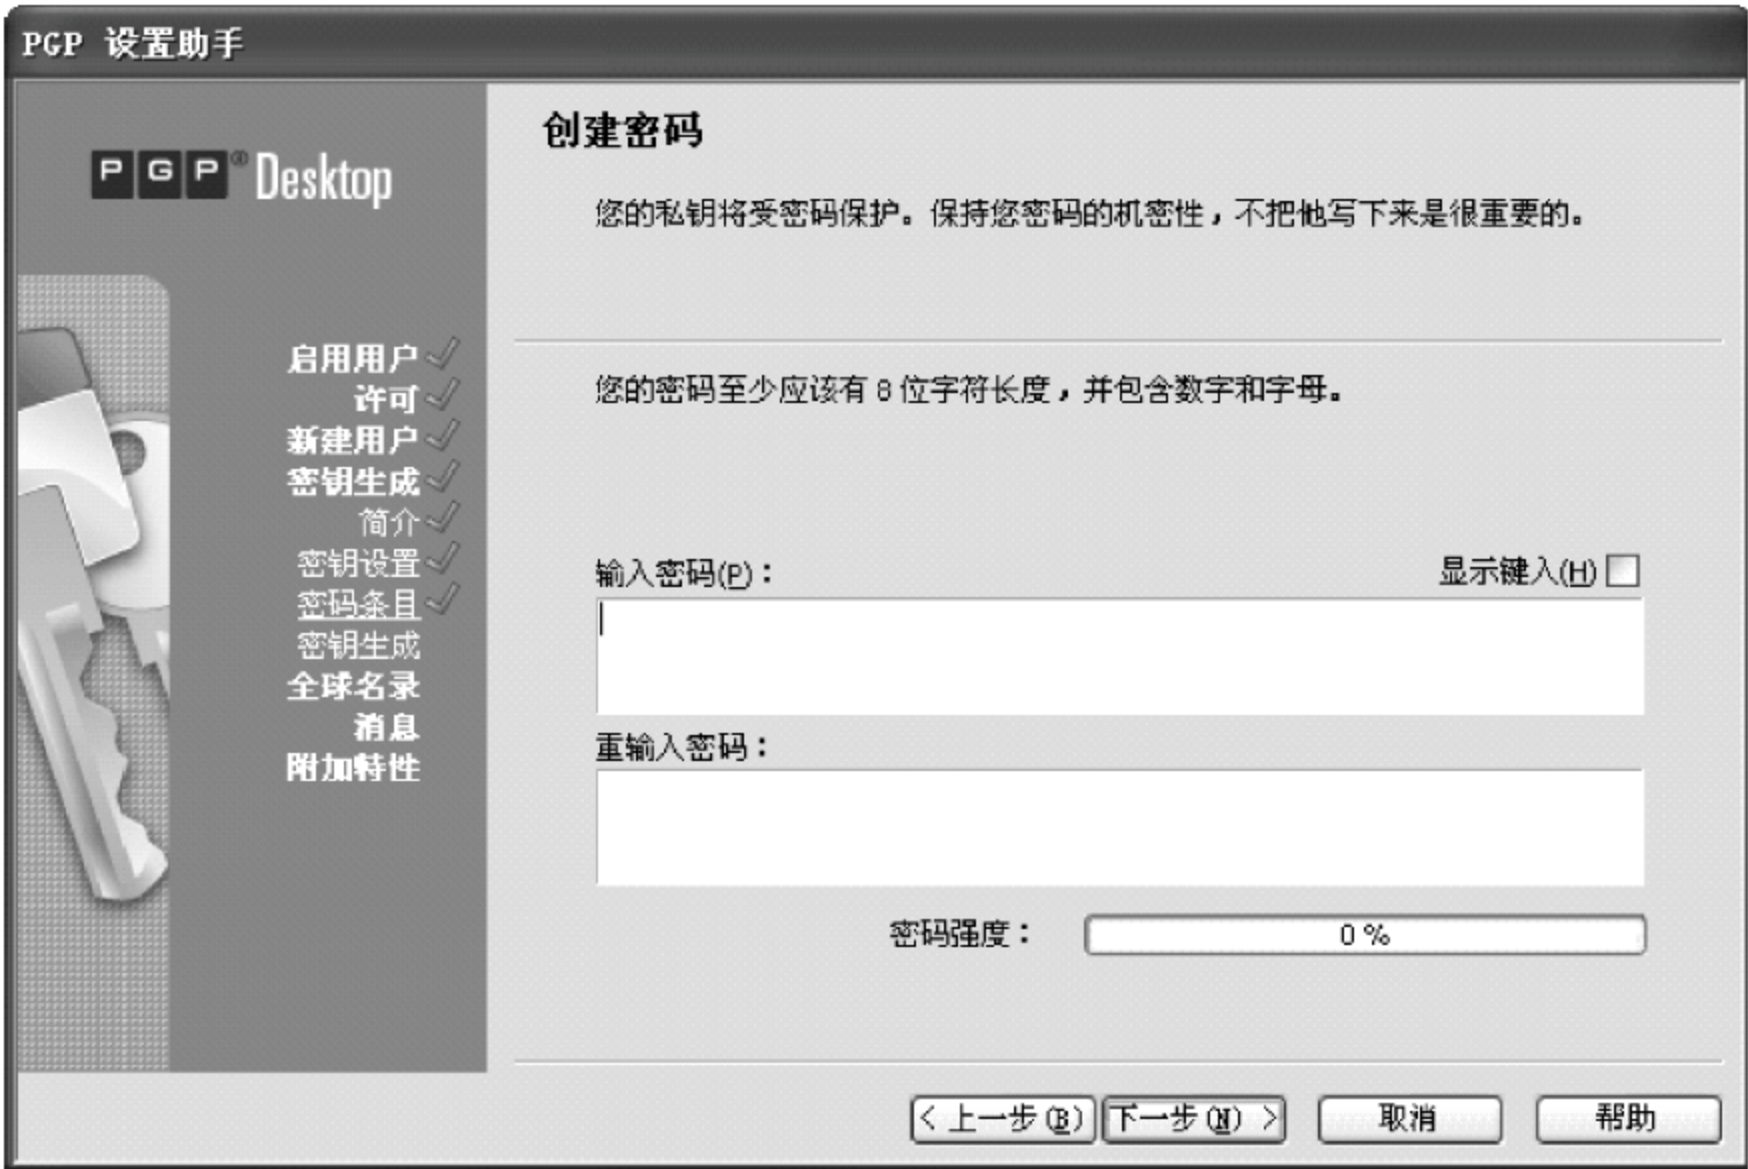 PGP 设置助手
PGP® Desktop
启用用户
许可
新建用户
密钥生成
简介
密钥设置
密码条目
密钥生成
全球名录
消息
附加特性
创建密码
您的私钥将受密码保护。保持您密码的机密性，不把他写下来是很重要的。
您的密码至少应该有 8 位字符长度，并包含数字和字母。
输入密码(P)： 显示键入(H)
重输入密码：
密码强度： 0 %
< 上一步(B) 下一步(N) > 取消 帮助